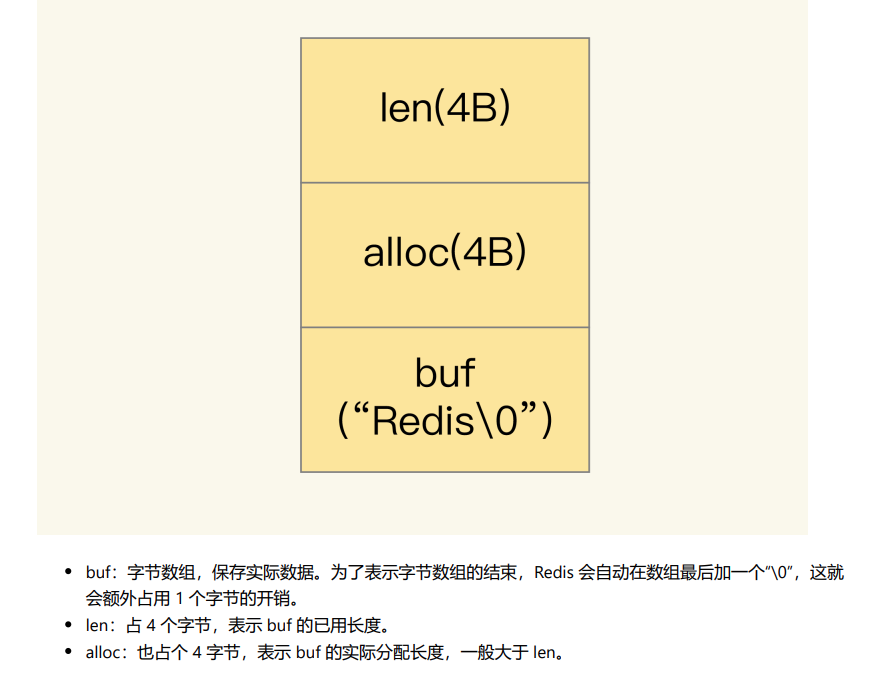 len(4B)
alloc(4B)
buf
(“Redis\0”)
• buf：字节数组，保存实际数据。为了表示字节数组的结束，Redis 会自动在数组最后加一个“\0”，这就
会额外占用 1 个字节的开销。
• len：占 4 个字节，表示 buf 的已用长度。
• alloc：也占个 4 字节，表示 buf 的实际分配长度，一般大于 len。